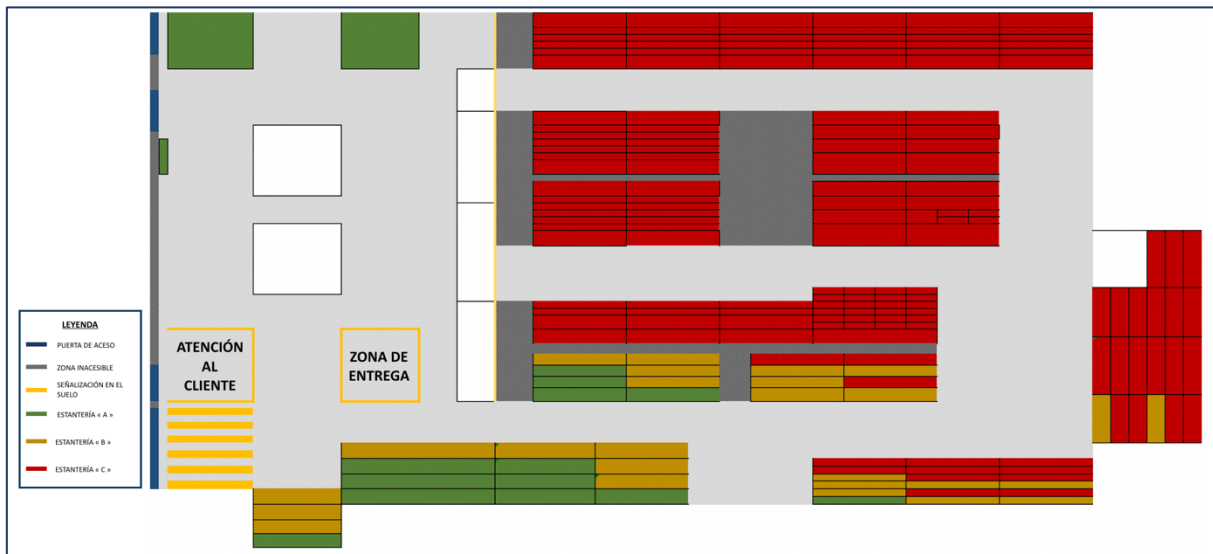 ATENCIÓN
AL
CLIENTE
ZONA DE
ENTREGA
LEYENDA
PUERTA DE ACESO
ZONA INACESIBLE
SEÑALIZACIÓN EN EL
SUELO
ESTANTERÍA « A »
ESTANTERÍA « B »
ESTANTERÍA « C »